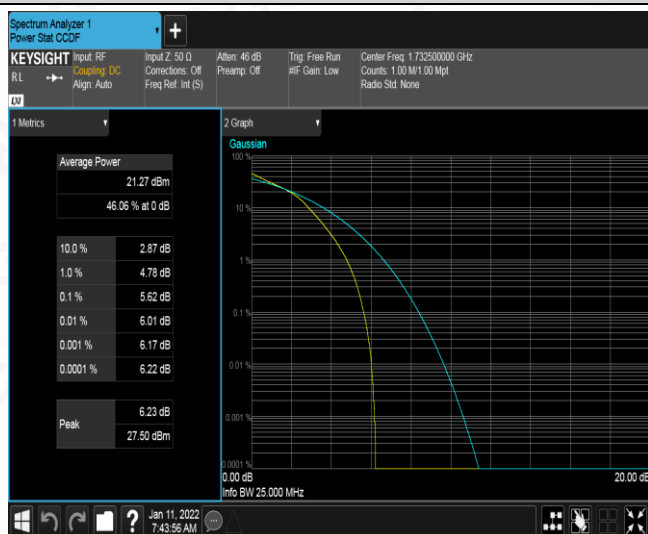 Spectrum Analyzer 1
Power Stat CCDF
+
KEYSIGHT
RL
LXI
Input: RF
Coupling: DC
Align: Auto
Input Z: 50 Ω
Corrections: Off
Freq Ref: Int (S)
Atten: 46 dB
Preamp: Off
Trig: Free Run
#IF Gain: Low
Center Freq: 1.732500000 GHz
Counts: 1.00 M/1.00 Mpt
Radio Std: None
1 Metrics
Average Power
21.27 dBm
46.06 % at 0 dB
10.0 % 2.87 dB
1.0 % 4.78 dB
0.1 % 5.62 dB
0.01 % 6.01 dB
0.001 % 6.17 dB
0.0001 % 6.22 dB
Peak
6.23 dB
27.50 dBm
2 Graph
Gaussian
100 %
10 %
1 %
0.1 %
0.01 %
0.001 %
0.0001 %
0.00 dB 20.00 dB
Info BW 25.000 MHz
?
Jan 11, 2022
7:43:56 AM